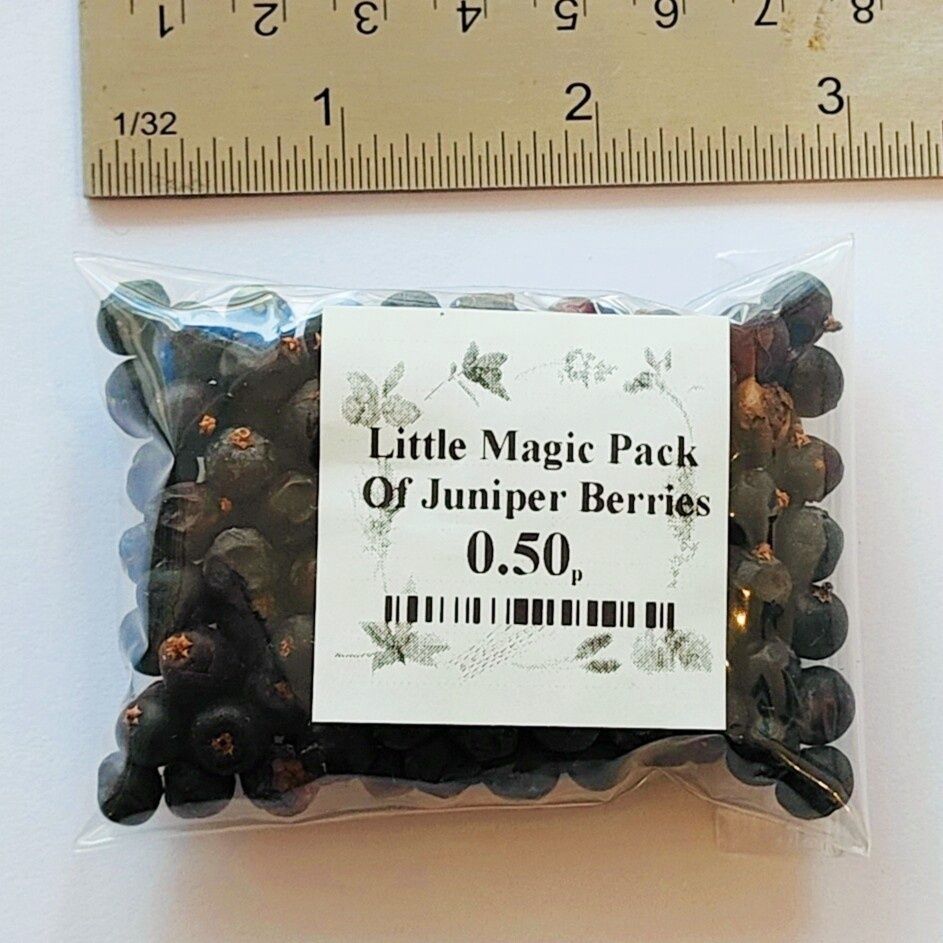 1 2 3 4 5 6 7 8
1 2 3
1/32
Little Magic Pack
Of Juniper Berries
0.50p